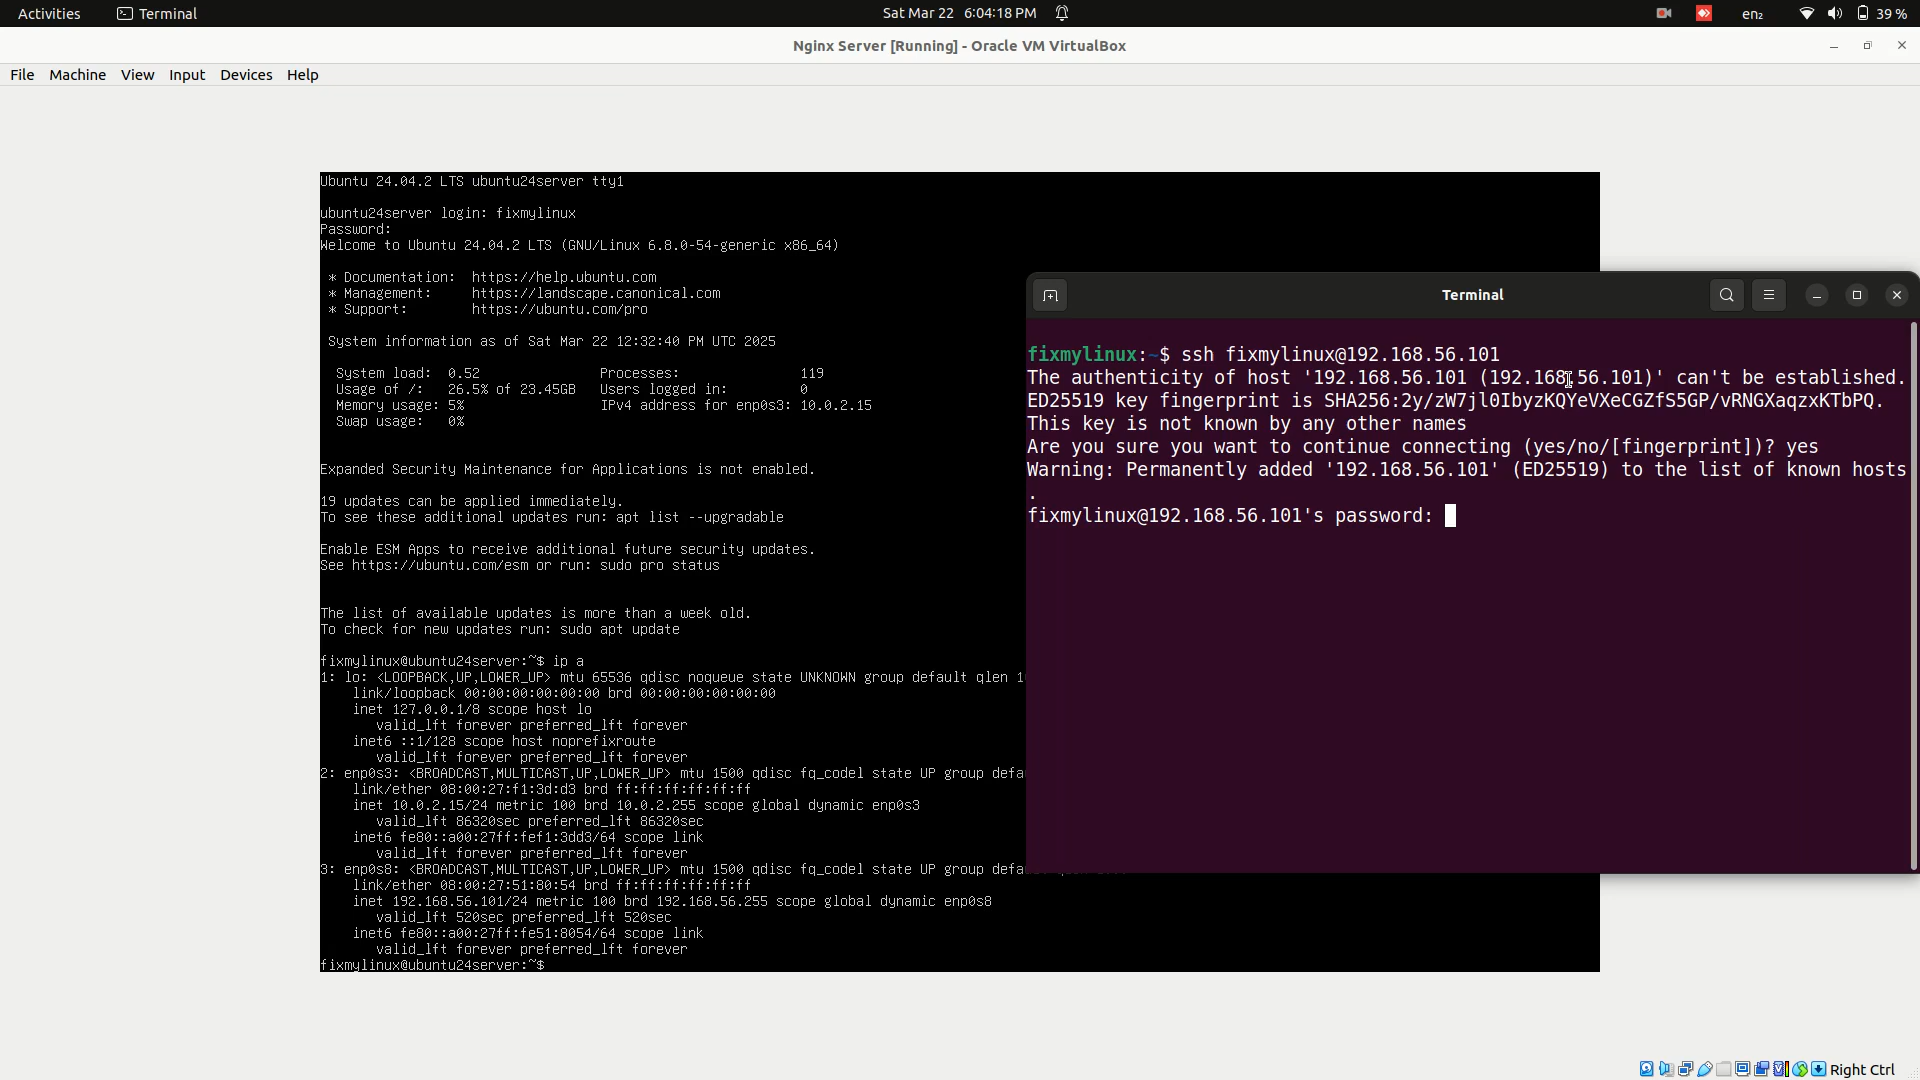 Activities
Terminal
Sat Mar 22 6:04:18 PM
en₂
39 %
Nginx Server [Running] - Oracle VM VirtualBox
File Machine View Input Devices Help
Ubuntu 24.04.2 LTS ubuntu24server tty1
ubuntu24server login: fixmylinux
Password:
Welcome to Ubuntu 24.04.2 LTS (GNU/Linux 6.8.0-54-generic x86_64)
* Documentation: https://help.ubuntu.com
* Management: https://landscape.canonical.com
* Support: https://ubuntu.com/pro
System information as of Sat Mar 22 12:32:40 PM UTC 2025
System load: 0.52 Processes: 119
Usage of /: 26.5% of 23.45GB Users logged in: 0
Memory usage: 5% IPv4 address for enp0s3: 10.0.2.15
Swap usage: 0%
Expanded Security Maintenance for Applications is not enabled.
19 updates can be applied immediately.
To see these additional updates run: apt list --upgradable
Enable ESM Apps to receive additional future security updates.
See https://ubuntu.com/esm or run: sudo pro status
The list of available updates is more than a week old.
To check for new updates run: sudo apt update
fixmylinux@ubuntu24server:~$ ip a
1: lo: <LOOPBACK,UP,LOWER_UP> mtu 65536 qdisc noqueue state UNKNOWN group default qlen
link/loopback 00:00:00:00:00:00 brd 00:00:00:00:00:00
inet 127.0.0.1/8 scope host lo
valid_lft forever preferred_lft forever
inet6 ::1/128 scope host noprefixroute
valid_lft forever preferred_lft forever
2: enp0s3: <BROADCAST,MULTICAST,UP,LOWER_UP> mtu 1500 qdisc fq_codel state UP group defa
link/ether 08:00:27:f1:3d:d3 brd ff:ff:ff:ff:ff:ff
inet 10.0.2.15/24 metric 100 brd 10.0.2.255 scope global dynamic enp0s3
valid_lft 86320sec preferred_lft 86320sec
inet6 fe80::a00:27ff:fef1:3dd3/64 scope link
valid_lft forever preferred_lft forever
3: enp0s8: <BROADCAST,MULTICAST,UP,LOWER_UP> mtu 1500 qdisc fq_codel state UP group defa
link/ether 08:00:27:51:80:54 brd ff:ff:ff:ff:ff:ff
inet 192.168.56.101/24 metric 100 brd 192.168.56.255 scope global dynamic enp0s8
valid_lft 520sec preferred_lft 520sec
inet6 fe80::a00:27ff:fe51:8054/64 scope link
valid_lft forever preferred_lft forever
fixmylinux@ubuntu24server:~$
Terminal
fixmylinux:~$ ssh fixmylinux@192.168.56.101
The authenticity of host '192.168.56.101 (192.168.56.101)' can't be established.
ED25519 key fingerprint is SHA256:2y/zW7jl0IbyzKQYeVXeCGZfS5GP/vRNGXaqzxKTbPQ.
This key is not known by any other names
Are you sure you want to continue connecting (yes/no/[fingerprint])? yes
Warning: Permanently added '192.168.56.101' (ED25519) to the list of known hosts
.
fixmylinux@192.168.56.101's password:
Right Ctrl